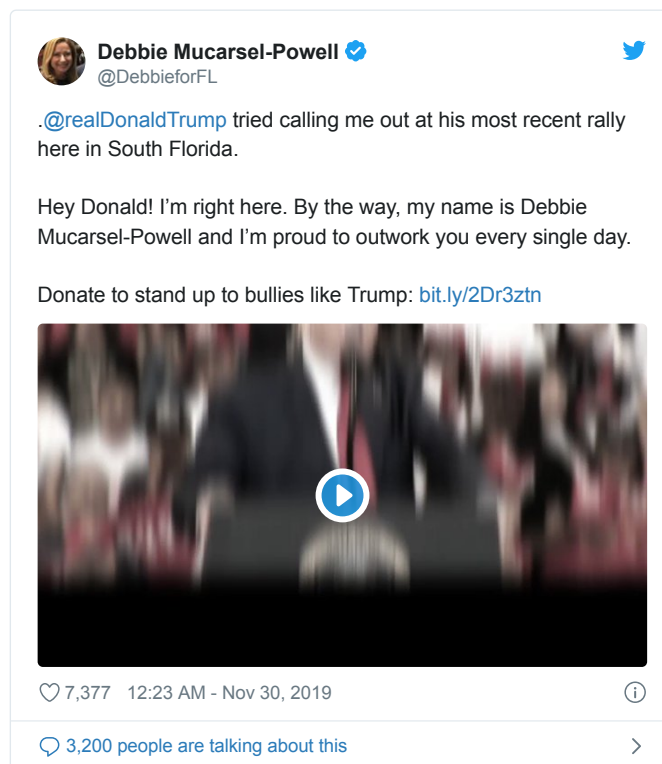 Debbie Mucarsel-Powell
@DebbieforFL
.@realDonaldTrump tried calling me out at his most recent rally
here in South Florida.
Hey Donald! I’m right here. By the way, my name is Debbie
Mucarsel-Powell and I’m proud to outwork you every single day.
Donate to stand up to bullies like Trump: bit.ly/2Dr3ztn
7,377 12:23 AM - Nov 30, 2019
3,200 people are talking about this